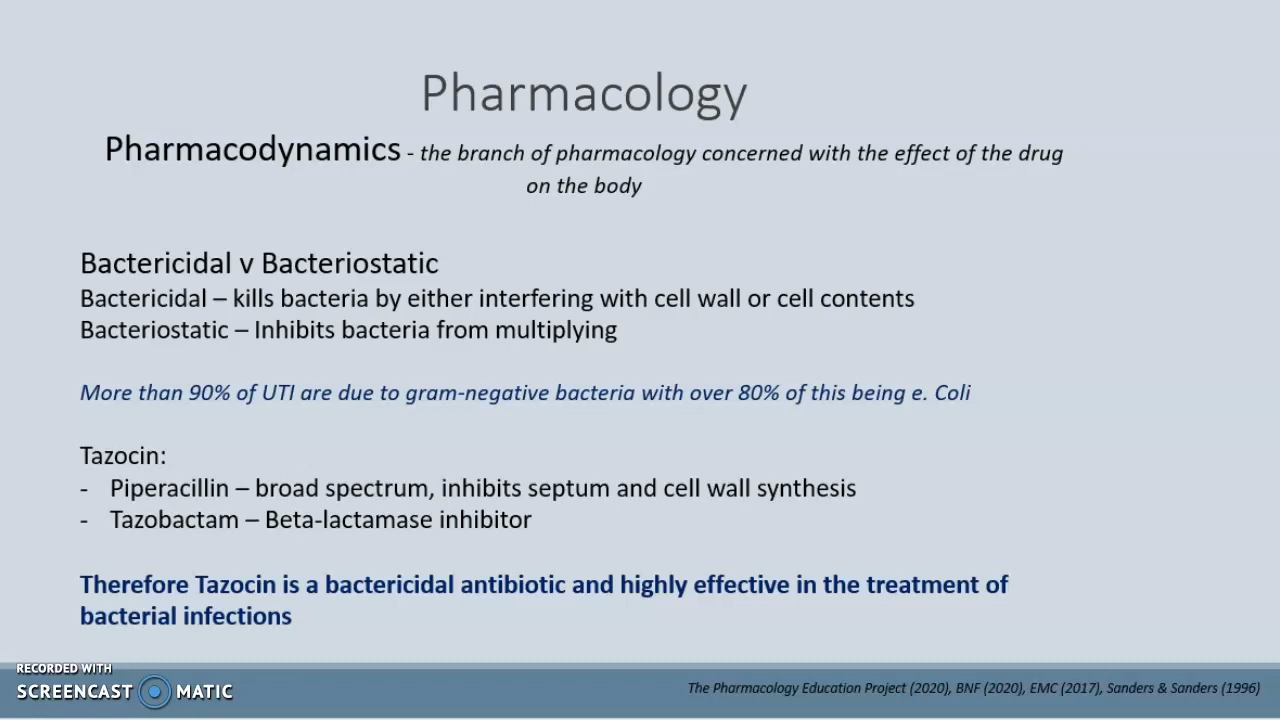 Pharmacology
Pharmacodynamics - the branch of pharmacology concerned with the effect of the drug
on the body
Bactericidal v Bacteriostatic
Bactericidal – kills bacteria by either interfering with cell wall or cell contents
Bacteriostatic – Inhibits bacteria from multiplying
More than 90% of UTI are due to gram-negative bacteria with over 80% of this being e. Coli
Tazocin:
- Piperacillin – broad spectrum, inhibits septum and cell wall synthesis
- Tazobactam – Beta-lactamase inhibitor
Therefore Tazocin is a bactericidal antibiotic and highly effective in the treatment of
bacterial infections
RECORDED WITH
SCREENCAST MATIC
The Pharmacology Education Project (2020), BNF (2020), EMC (2017), Sanders & Sanders (1996)